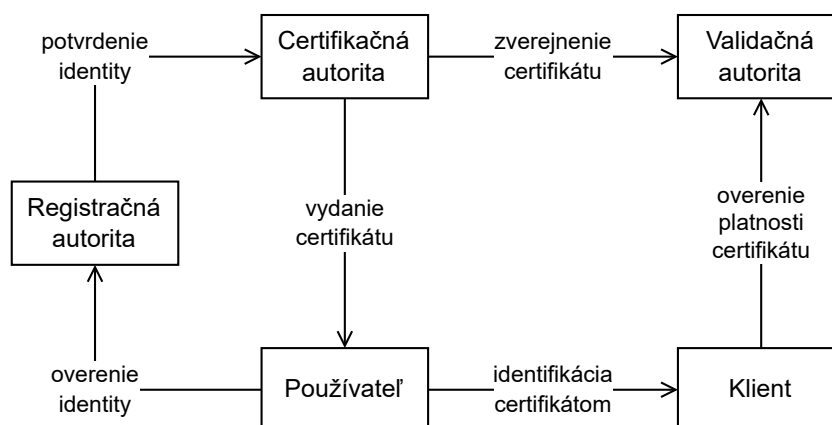 potvrdenie
identity
Certifikačná
autorita
zverejnenie
certifikátu
Validačná
autorita
Registračná
autorita
vydanie
certifikátu
overenie
platnosti
certifikátu
overenie
identity
Používateľ
identifikácia
certifikátom
Klient